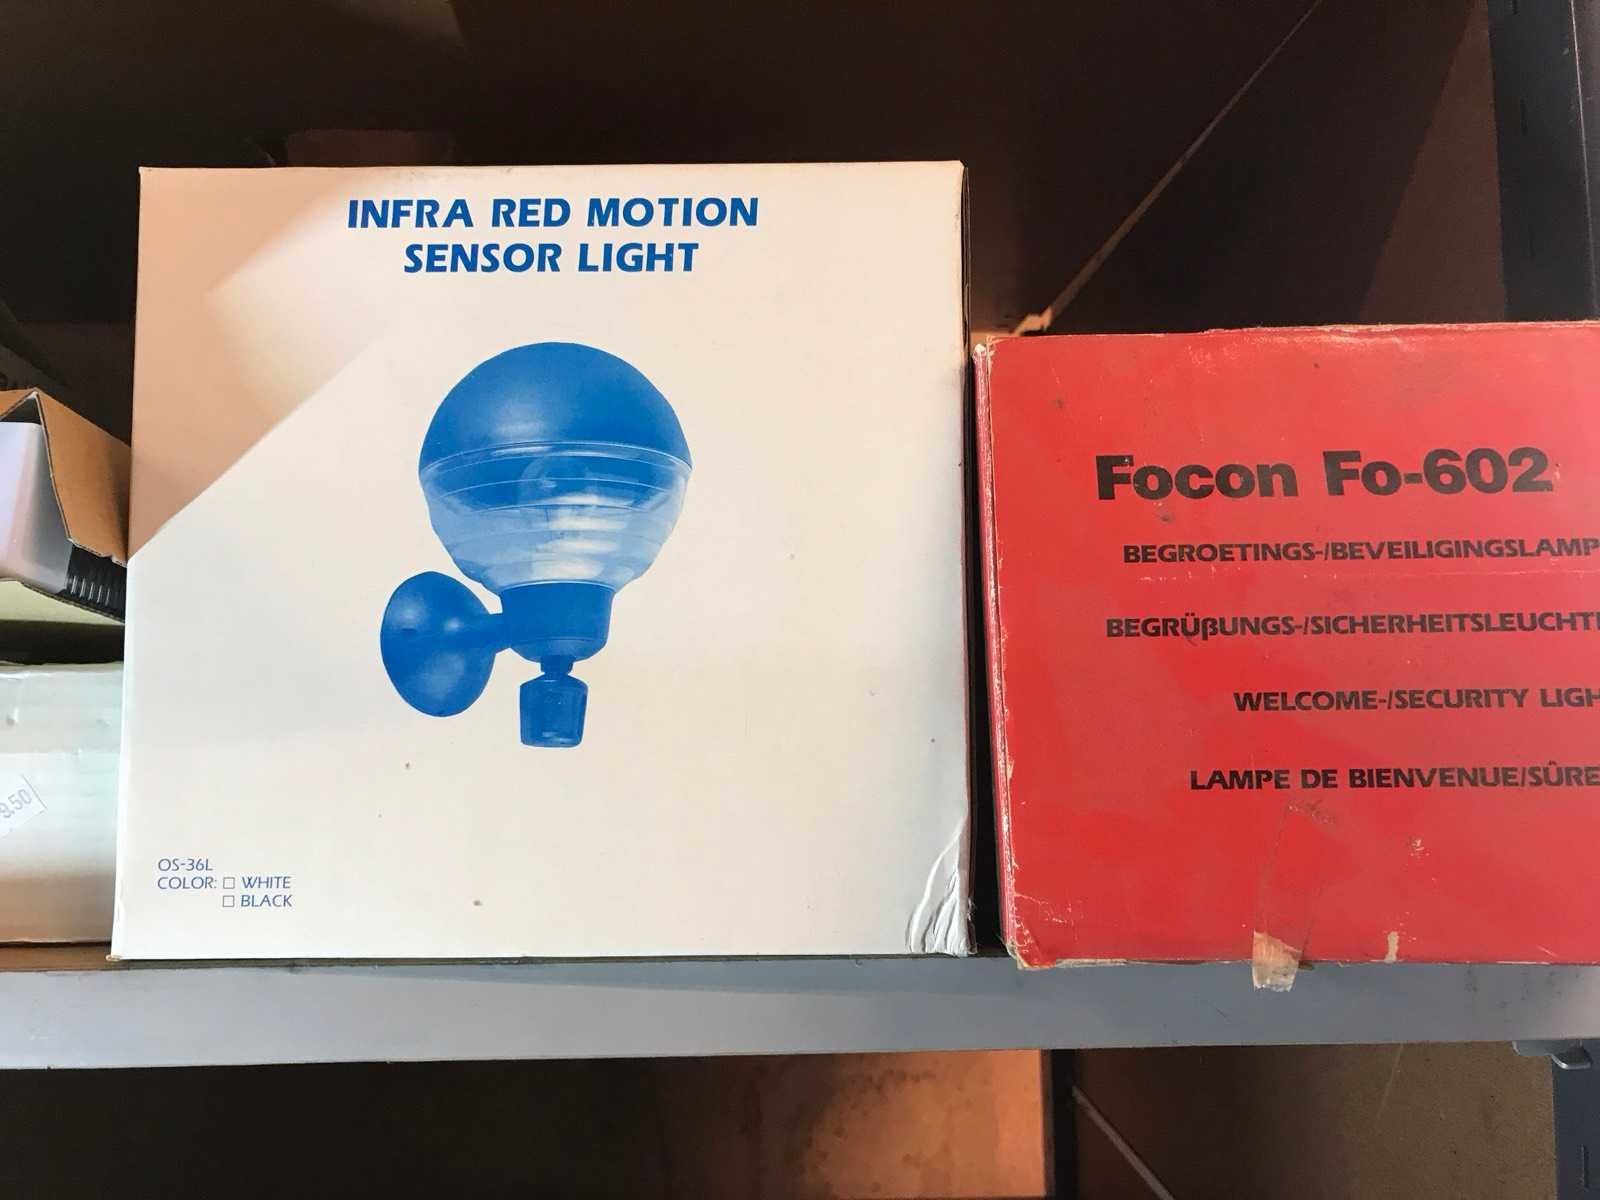 INFRA RED MOTION
SENSOR LIGHT
OS-36L
COLOR: □ WHITE
□ BLACK
Focon Fo-602
BEGROETINGS-/BEVEILIGINGSLAMP
BEGRÜßUNGS-/SICHERHEITSLEUCHTE
WELCOME-/SECURITY LIGH
LAMPE DE BIENVENUE/SÛRE
9.50